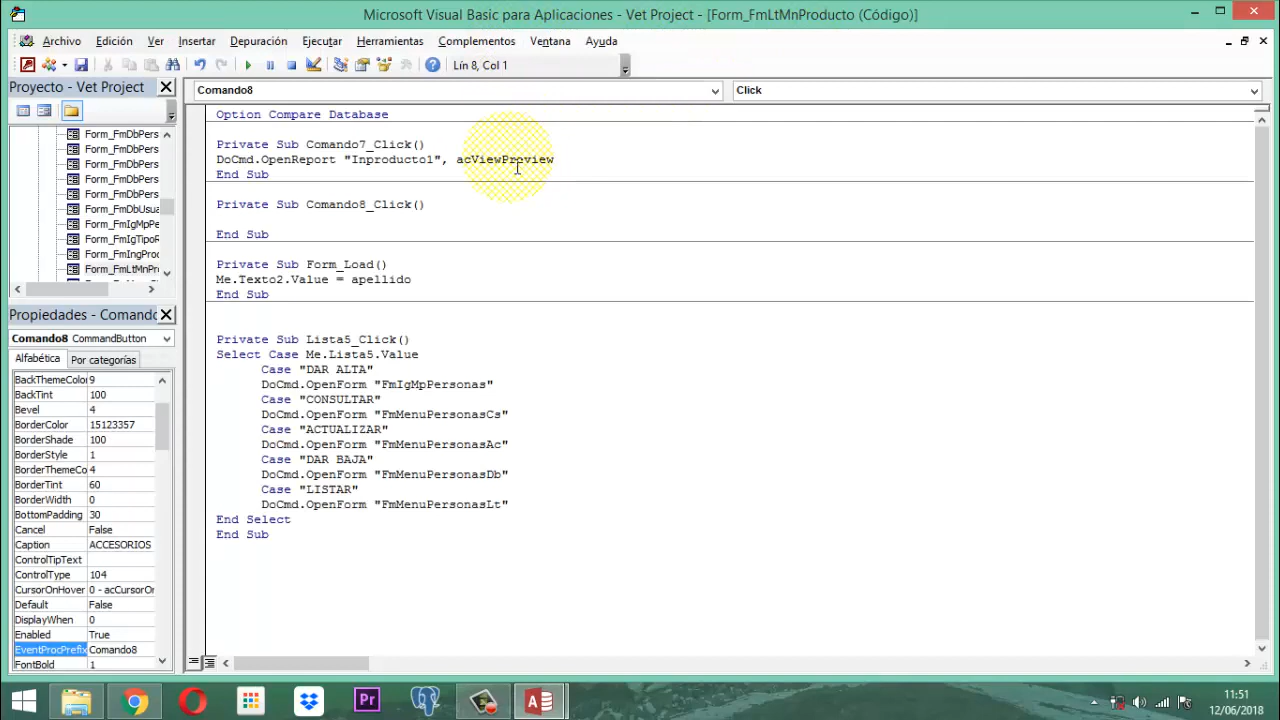 Microsoft Visual Basic para Aplicaciones - Vet Project - [Form_FmLtMnProducto (Código)]
Archivo Edición Ver Insertar Depuración Ejecutar Herramientas Complementos Ventana Ayuda
Lín 8, Col 1
Proyecto - Vet Project
Comando8
Click
Form_FmDbPers
Form_FmDbPers
Form_FmDbPers
Form_FmDbPers
Form_FmDbPers
Form_FmDbUsua
Form_FmIgMpPe
Form_FmIgTipoR
Form_FmIngProc
Form_FmLtMnPr
Propiedades - Comando
Comando8 CommandButton
Alfabética Por categorías
BackThemeColor 9
BackTint 100
Bevel 4
BorderColor 15123357
BorderShade 100
BorderStyle 1
BorderThemeCo 4
BorderTint 60
BorderWidth 0
BottomPadding 30
Cancel False
Caption ACCESORIOS
ControlTipText
ControlType 104
CursorOnHover 0 - acCursorOn
Default False
DisplayWhen 0
Enabled True
EventProcPrefix Comando8
FontBold 1
Option Compare Database
Private Sub Comando7_Click()
DoCmd.OpenReport "Inproducto1", acViewPreview
End Sub
Private Sub Comando8_Click()
End Sub
Private Sub Form_Load()
Me.Texto2.Value = apellido
End Sub
Private Sub Lista5_Click()
Select Case Me.Lista5.Value
Case "DAR ALTA"
DoCmd.OpenForm "FmIgMpPersonas"
Case "CONSULTAR"
DoCmd.OpenForm "FmMenuPersonasCs"
Case "ACTUALIZAR"
DoCmd.OpenForm "FmMenuPersonasAc"
Case "DAR BAJA"
DoCmd.OpenForm "FmMenuPersonasDb"
Case "LISTAR"
DoCmd.OpenForm "FmMenuPersonasLt"
End Select
End Sub
Pr
11:51
12/06/2018